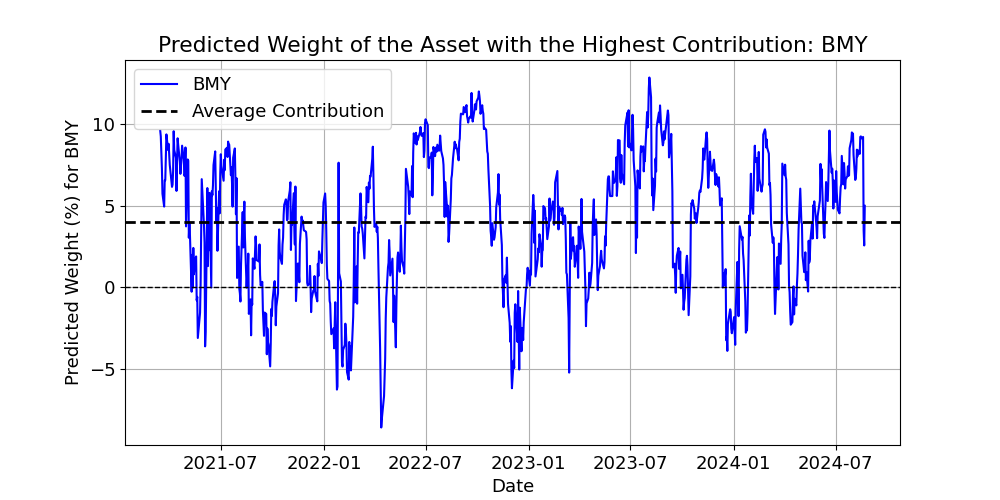 Predicted Weight of the Asset with the Highest Contribution: BMY
BMY
Average Contribution
Predicted Weight (%) for BMY
10
5
0
−5
2021-07 2022-01 2022-07 2023-01 2023-07 2024-01 2024-07
Date